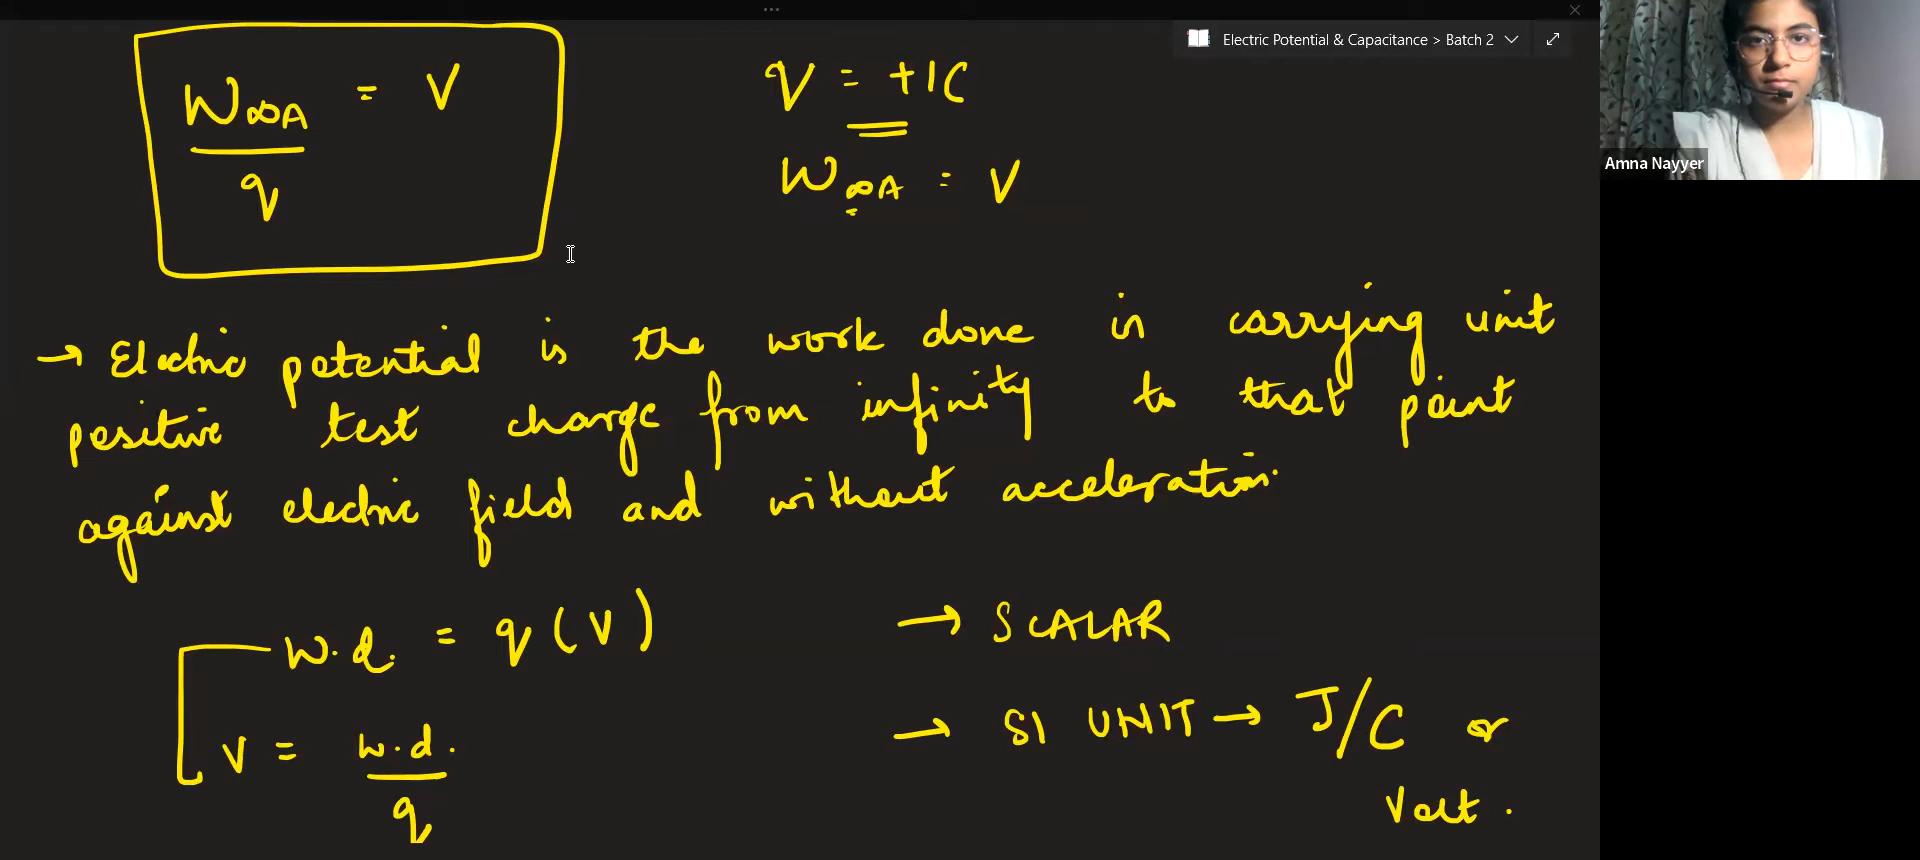 Electric Potential & Capacitance > Batch 2
Amna Nayyer
W∞A / q = V
q = +1C
W∞A = V
→ Electric potential is the work done in carrying unit
positive test charge from infinity to that point
against electric field and without acceleration.
W.d. = q(V)
V = w.d. / q
→ SCALAR
→ SI UNIT → J/C or
Volt.